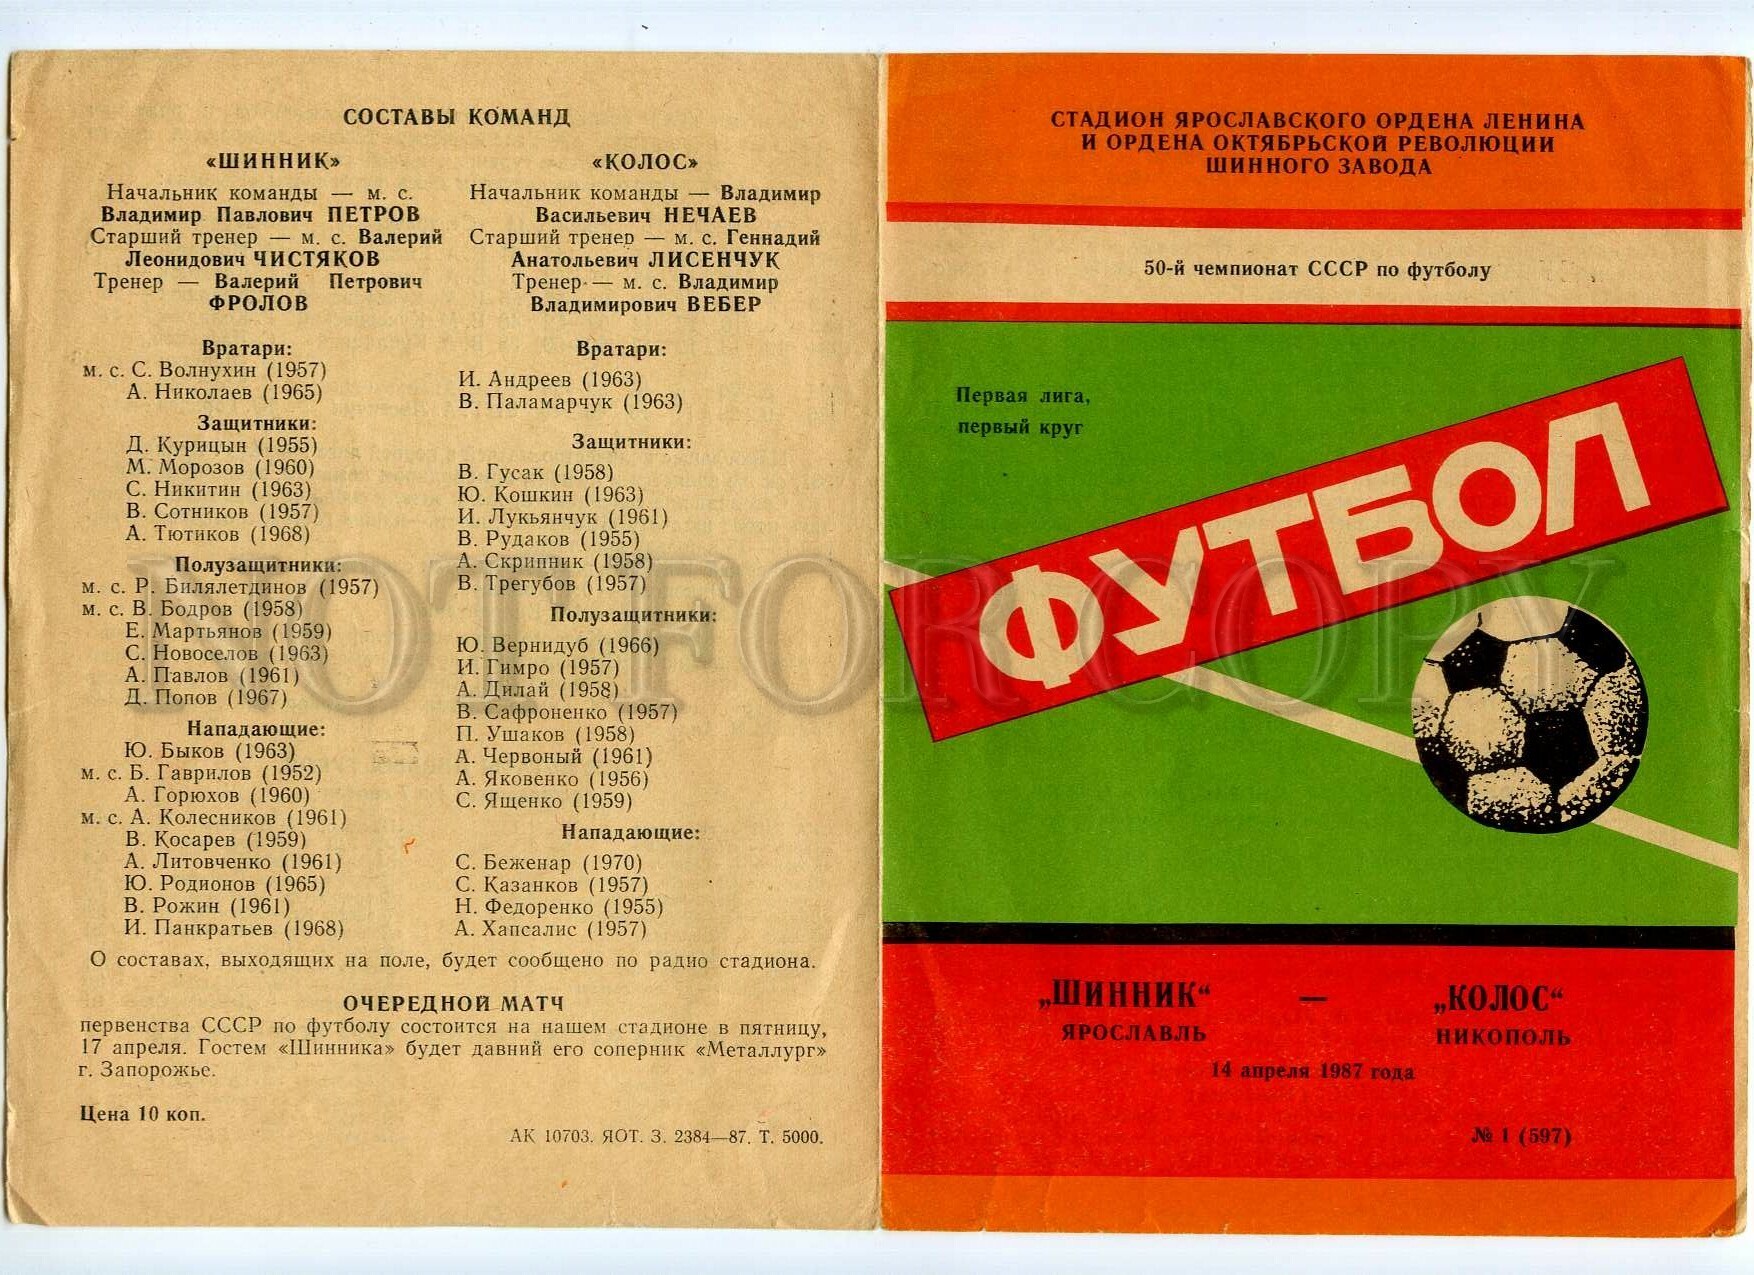 СОСТАВЫ КОМАНД
«ШИННИК»
Начальник команды — м. с.
Владимир Павлович ПЕТРОВ
Старший тренер — м. с. Валерий
Леонидович ЧИСТЯКОВ
Тренер — Валерий Петрович
ФРОЛОВ
Вратари:
м. с. С. Волнухин (1957)
А. Николаев (1965)
Защитники:
Д. Курицын (1955)
М. Морозов (1960)
С. Никитин (1963)
В. Сотников (1957)
А. Тютиков (1968)
Полузащитники:
м. с. Р. Билялетдинов (1957)
м. с. В. Бодров (1958)
Е. Мартьянов (1959)
С. Новоселов (1963)
А. Павлов (1961)
Д. Попов (1967)
Нападающие:
Ю. Быков (1963)
м. с. Б. Гаврилов (1952)
А. Горюхов (1960)
м. с. А. Колесников (1961)
В. Косарев (1959)
А. Литовченко (1961)
Ю. Родионов (1965)
В. Рожин (1961)
И. Панкратьев (1968)
«КОЛОС»
Начальник команды — Владимир
Васильевич НЕЧАЕВ
Старший тренер — м. с. Геннадий
Анатольевич ЛИСЕНЧУК
Тренер — м. с. Владимир
Владимирович ВЕБЕР
Вратари:
И. Андреев (1963)
В. Паламарчук (1963)
Защитники:
В. Гусак (1958)
Ю. Кошкин (1963)
И. Лукьянчук (1961)
В. Рудаков (1955)
А. Скрипник (1958)
В. Трегубов (1957)
Полузащитники:
Ю. Вернидуб (1966)
И. Гимро (1957)
А. Дилай (1958)
В. Сафроненко (1957)
П. Ушаков (1958)
А. Червоный (1961)
А. Яковенко (1956)
С. Ященко (1959)
Нападающие:
С. Беженар (1970)
С. Казанков (1957)
Н. Федоренко (1955)
А. Хапсалис (1957)
О составах, выходящих на поле, будет сообщено по радио стадиона.
ОЧЕРЕДНОЙ МАТЧ
первенства СССР по футболу состоится на нашем стадионе в пятницу,
17 апреля. Гостем «Шинника» будет давний его соперник «Металлург»
г. Запорожье.
Цена 10 коп.
АК 10703. ЯОТ. З. 2384—87. Т. 5000.
СТАДИОН ЯРОСЛАВСКОГО ОРДЕНА ЛЕНИНА
И ОРДЕНА ОКТЯБРЬСКОЙ РЕВОЛЮЦИИ
ШИННОГО ЗАВОДА
50-й чемпионат СССР по футболу
Первая лига,
первый круг
ФУТБОЛ
„ШИННИК“ — „КОЛОС“
ЯРОСЛАВЛЬ НИКОПОЛЬ
14 апреля 1987 года
№ 1 (597)
NOT FOR COPY